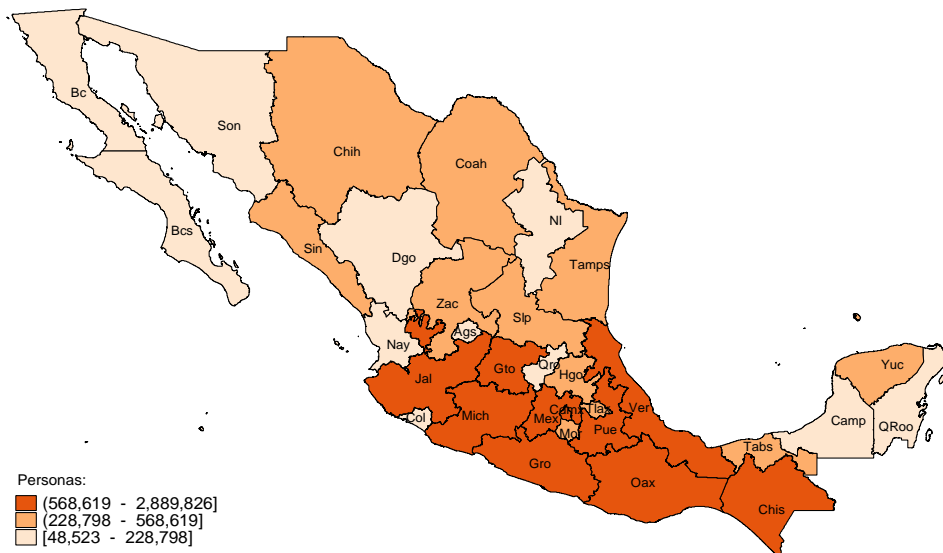 Bc
Son
Chih
Coah
Bcs
Nl
Sin
Dgo
Tamps
Zac
Slp
Nay
Ags
Jal
Gto
Qro
Hgo
Yuc
Col
Mich
Mex
Cdmx
Tlax
Ver
Mor
Pue
Camp
QRoo
Tabs
Gro
Oax
Chis
Personas:
(568,619 - 2,889,826]
(228,798 - 568,619]
[48,523 - 228,798]